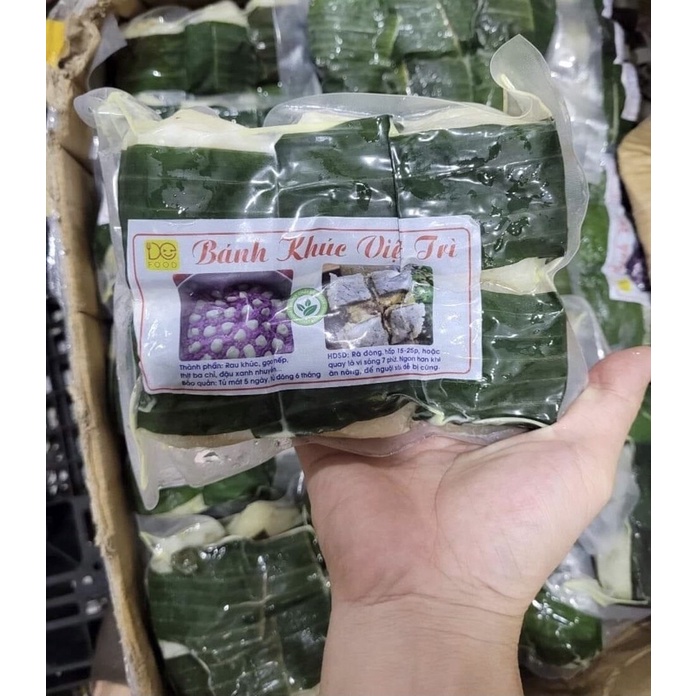 DO
FOOD
Bánh Khúc Việt Trì
Thành phần: Rau khúc, gạo nếp,
thịt ba chỉ, đậu xanh nhuyễn.
Bảo quản: Tủ mát 5 ngày, tủ đông 6 tháng
HDSD: Rã đông, hấp 15-25p, hoặc
quay lò vi sóng 7 phút. Ngon hơn khi
ăn nóng, để nguội sẽ dễ bị cứng.